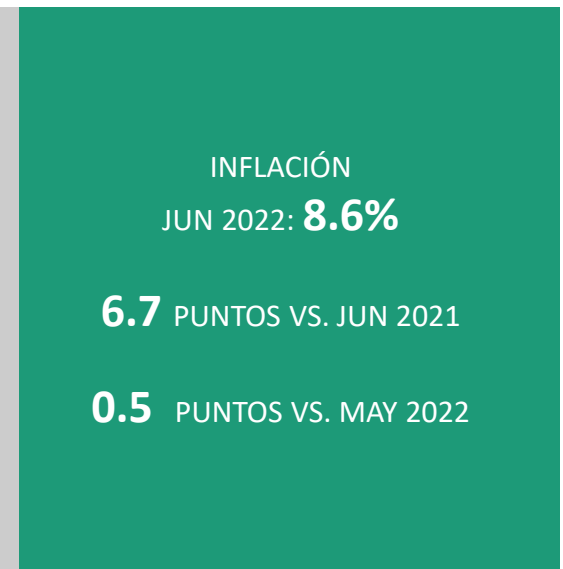 INFLACIÓN
JUN 2022: 8.6%
6.7 PUNTOS VS. JUN 2021
0.5 PUNTOS VS. MAY 2022